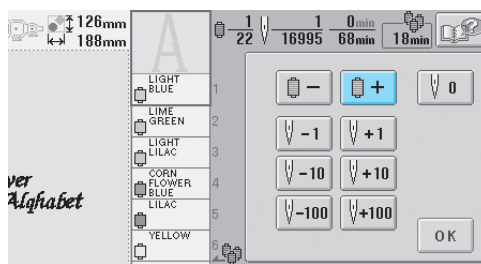 126mm
188mm
A
1
22
1
16995
0min
68min
18min
LIGHT
BLUE
1
LIME
GREEN
2
LIGHT
LILAC
3
CORN
FLOWER
BLUE
4
LILAC
5
YELLOW
6
ver
Alphabet
−
+
0
-1
+1
-10
+10
-100
+100
OK